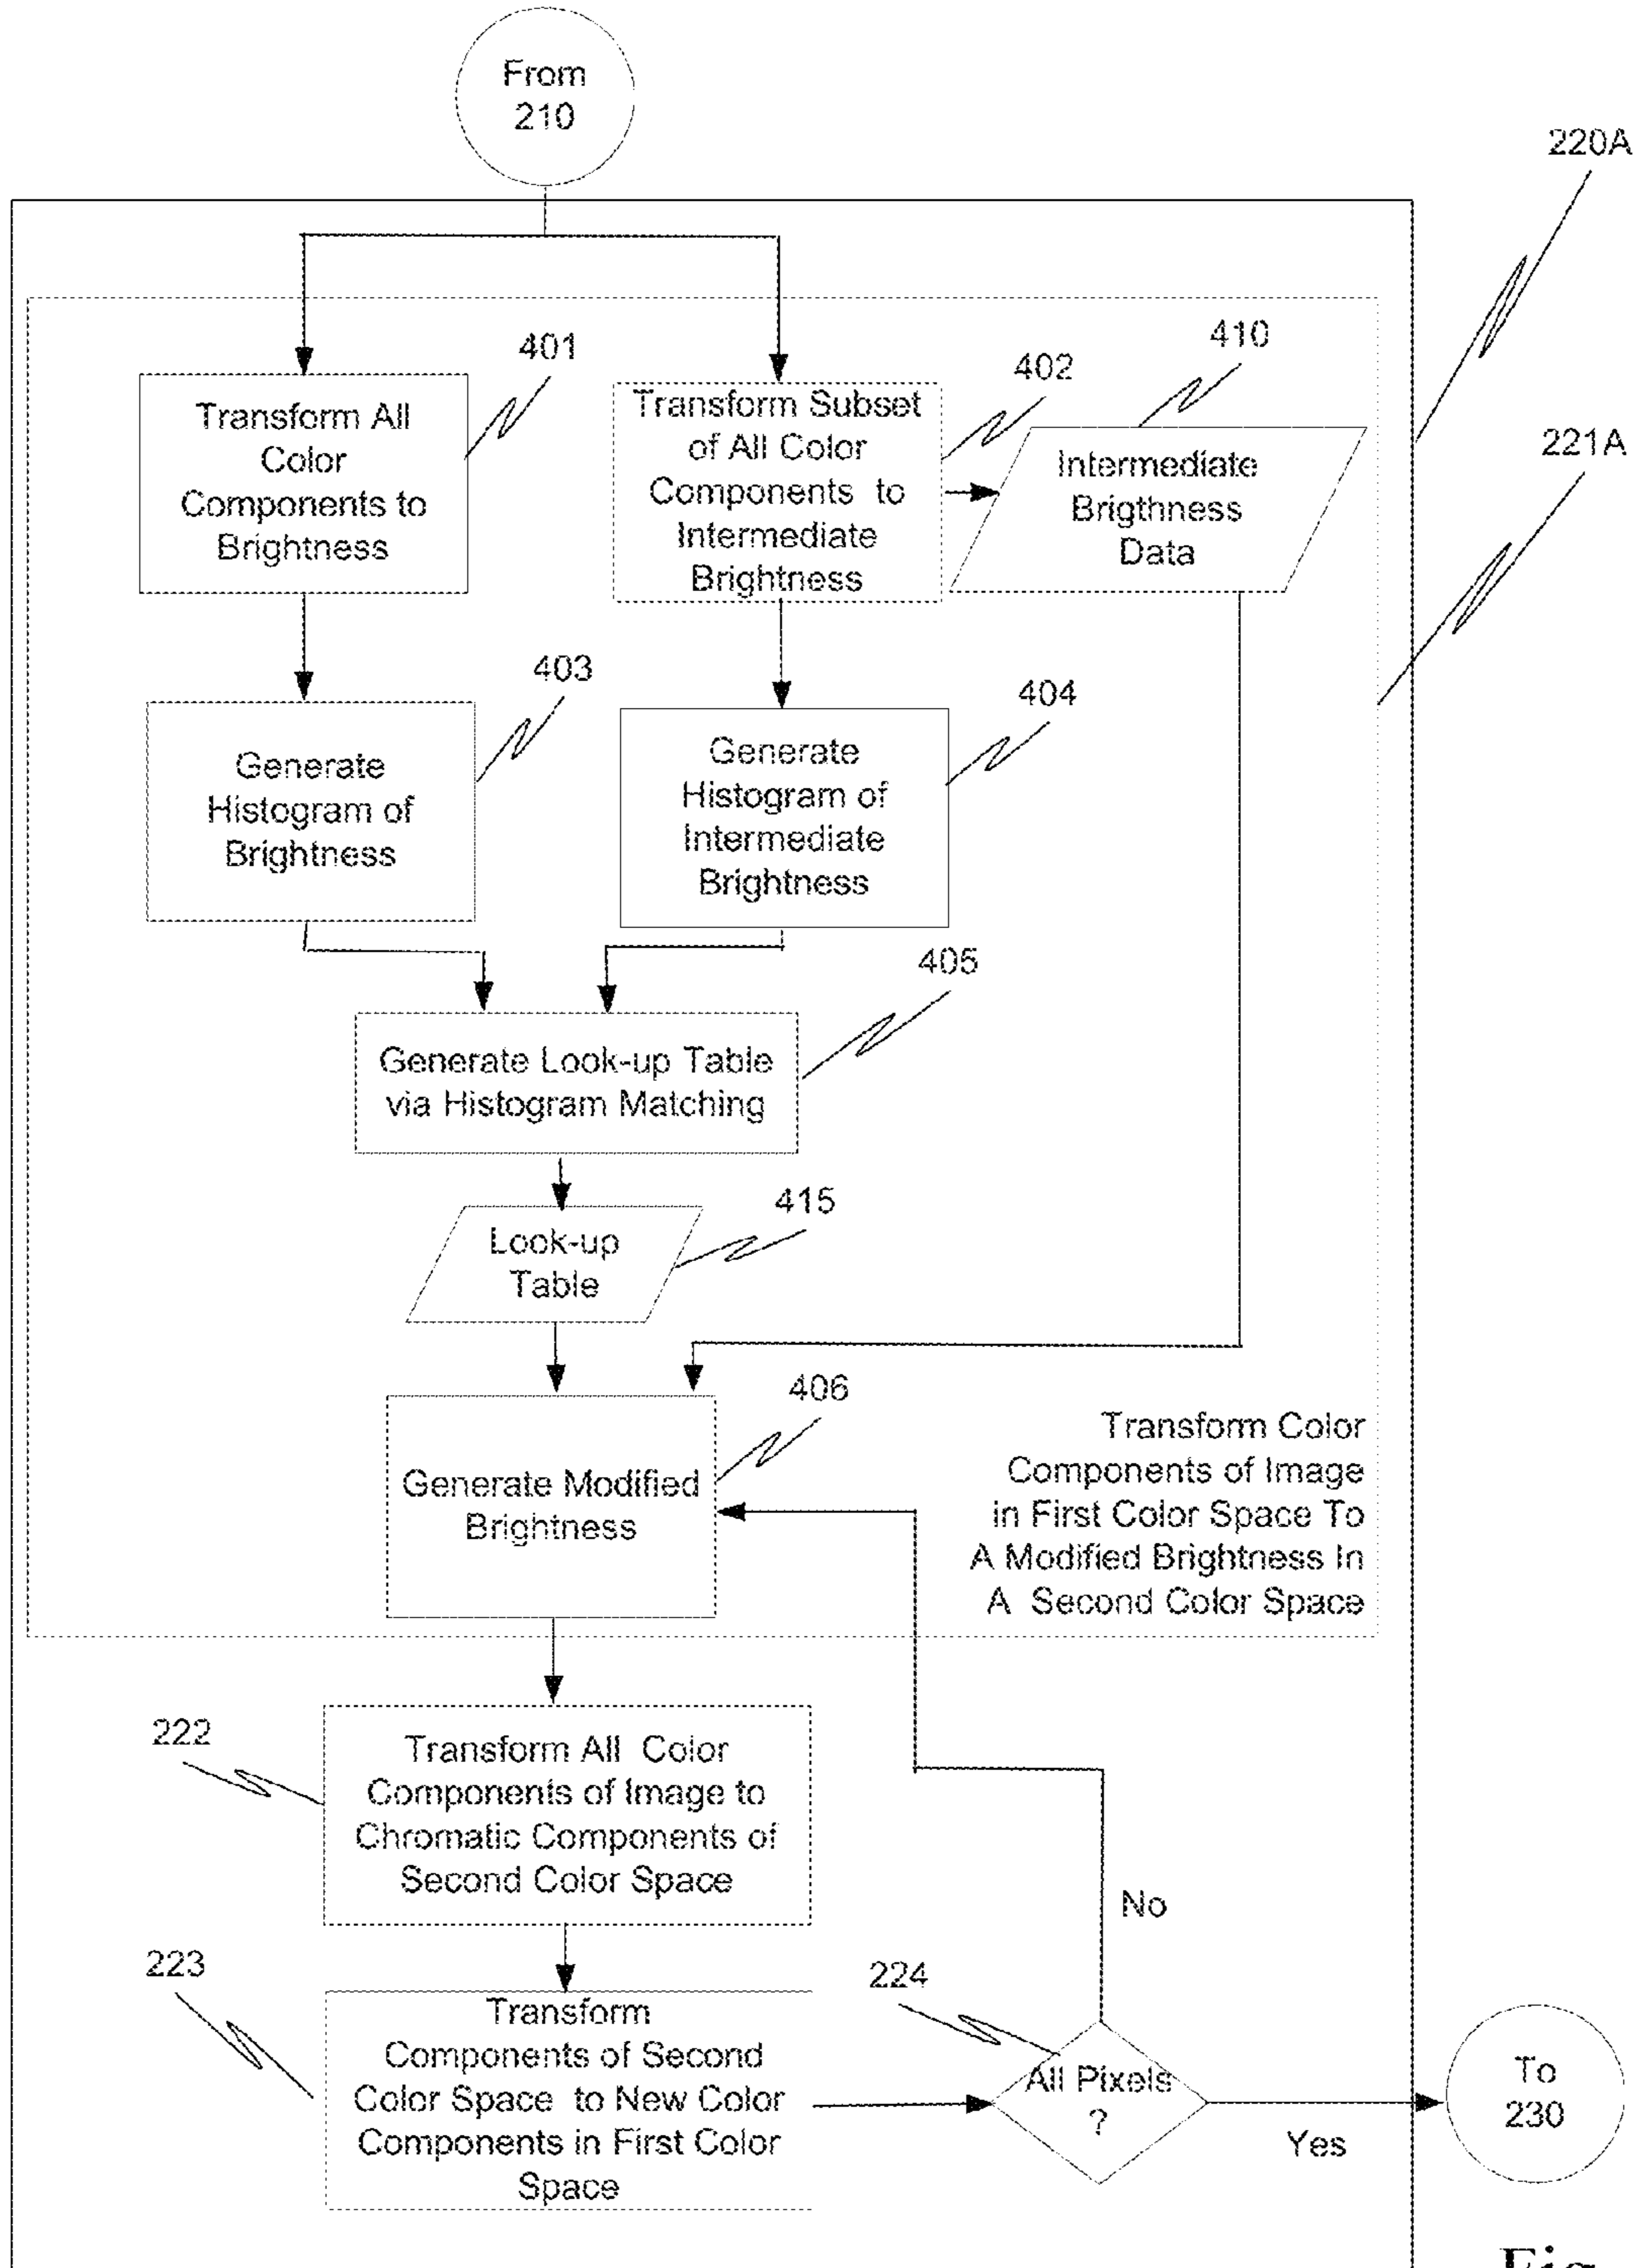 From
210
220A
401
Transform All
Color
Components to
Brightness
402
Transform Subset
of All Color
Components to
Intermediate
Brightness
410
Intermediate
Brigthness
Data
221A
403
Generate
Histogram of
Brightness
404
Generate
Histogram of
Intermediate
Brightness
405
Generate Look-up Table
via Histogram Matching
415
Look-up
Table
406
Generate Modified
Brightness
Transform Color
Components of Image
in First Color Space To
A Modified Brightness In
A Second Color Space
222
Transform All Color
Components of Image to
Chromatic Components of
Second Color Space
No
223
Transform
Components of Second
Color Space to New Color
Components in First Color
Space
224
All Pixels
?
Yes
To
230